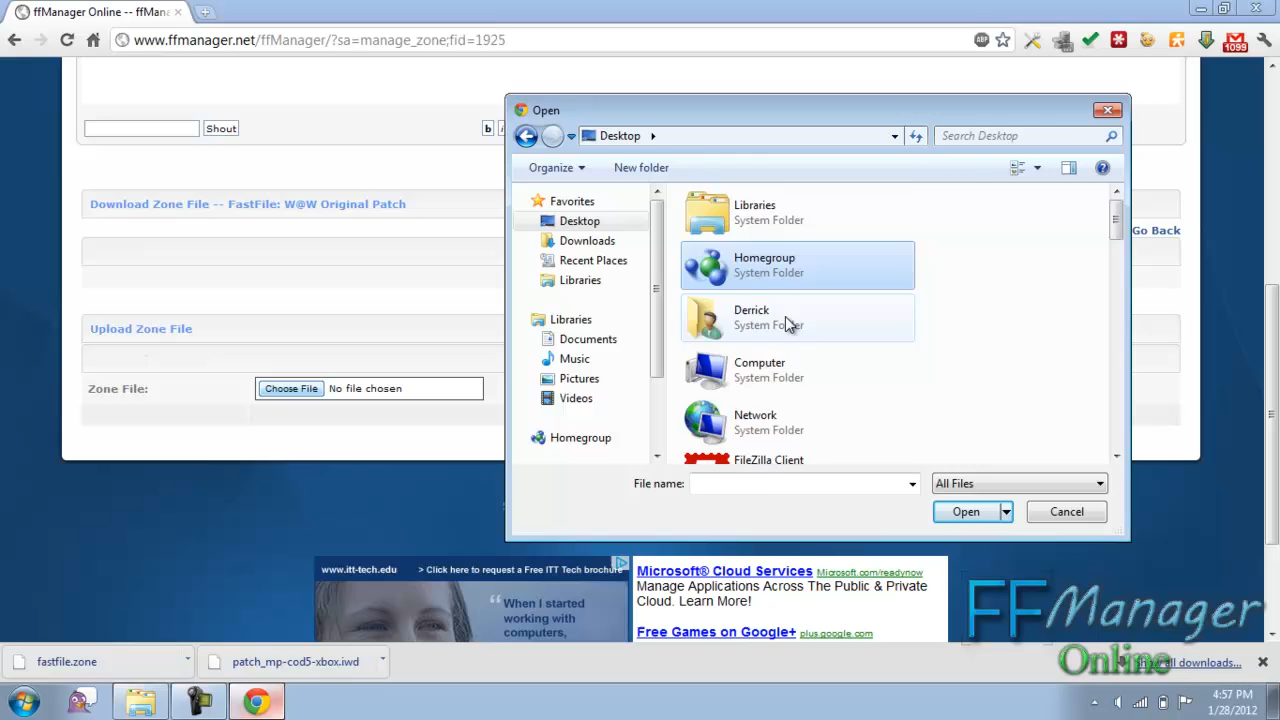 ffManager Online -- ffMana
www.ffmanager.net/ffManager/?sa=manage_zone;fid=1925
ABP
1099
Shout
b
Download Zone File -- FastFile: W@W Original Patch
Go Back
Upload Zone File
Zone File:
Choose File
No file chosen
Open
Desktop
Search Desktop
Organize
New folder
Favorites
Desktop
Downloads
Recent Places
Libraries
Libraries
Documents
Music
Pictures
Videos
Homegroup
Libraries
System Folder
Homegroup
System Folder
Derrick
System Folder
Computer
System Folder
Network
System Folder
FileZilla Client
File name:
All Files
Open
Cancel
www.itt-tech.edu
> Click here to request a Free ITT Tech brochure
When I started
working with
computers,
Microsoft® Cloud Services Microsoft.com/readynow
Manage Applications Across The Public & Private
Cloud. Learn More!
Free Games on Google+ plus.google.com
FFManager
Online
fastfile.zone
patch_mp-cod5-xbox.iwd
all downloads...
4:57 PM
1/28/2012